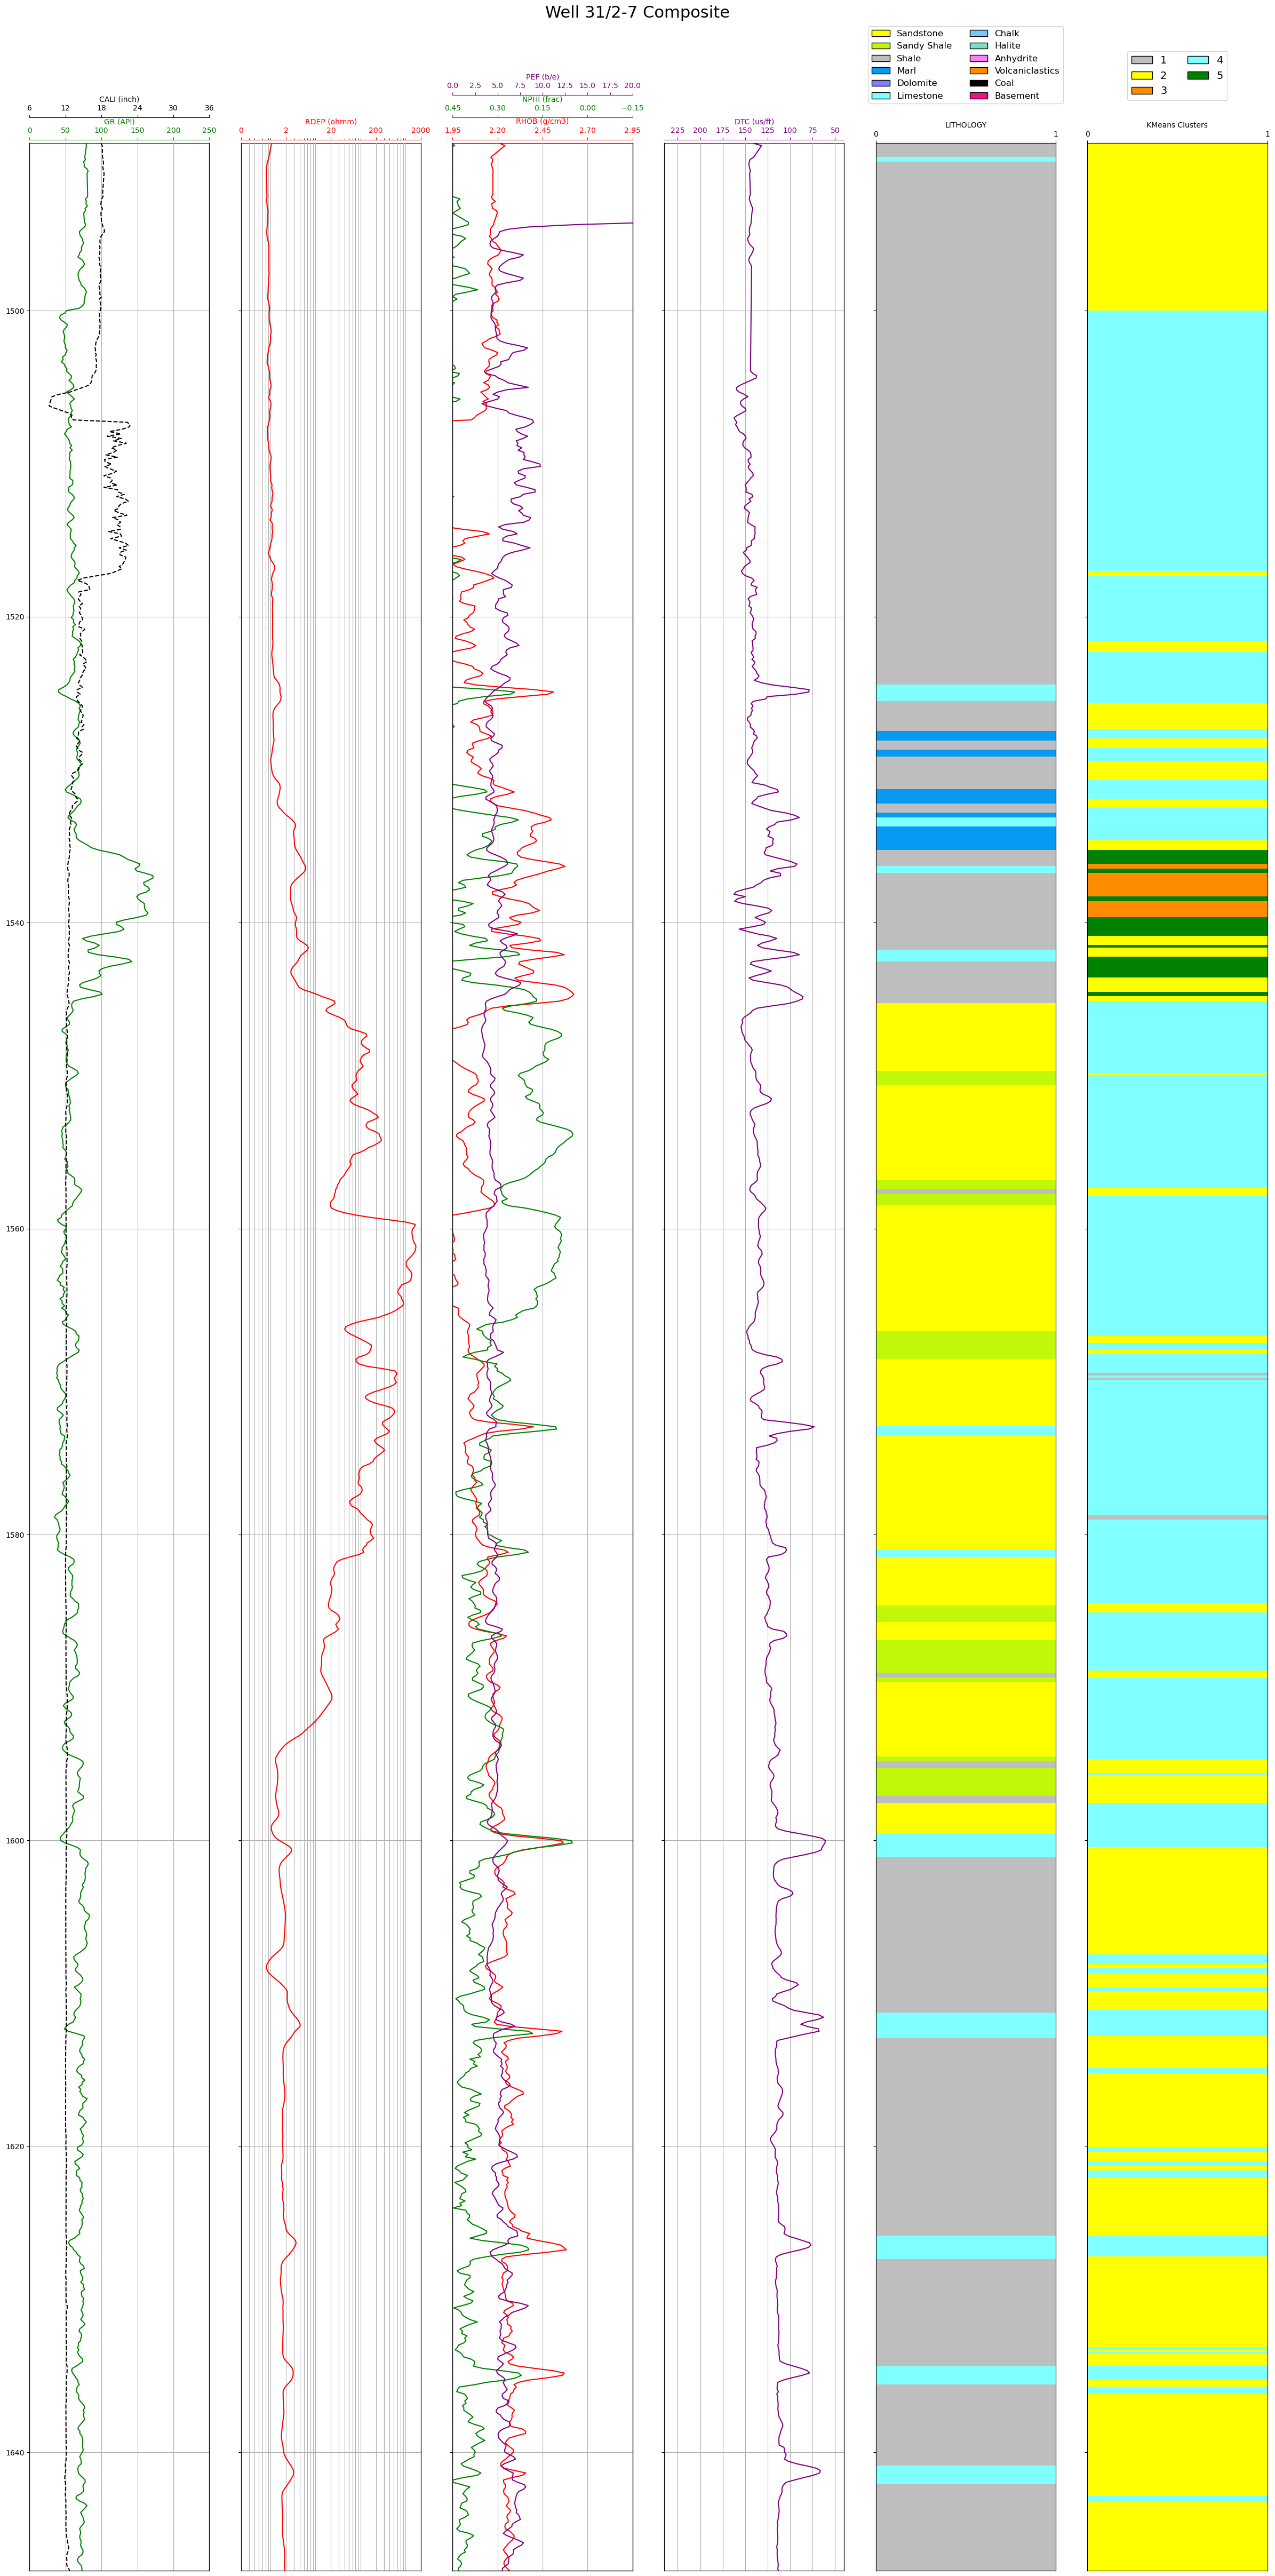 Well 31/2-7 Composite
Sandstone Chalk
Sandy Shale Halite
Shale Anhydrite
Marl Volcaniclastics
Dolomite Coal
Limestone Basement
1 4
2 5
3
PEF (b/e)
0.0 2.5 5.0 7.5 10.0 12.5 15.0 17.5 20.0
CALI (inch) NPHI (frac)
6 12 18 24 30 36 0.45 0.30 0.15 0.00 −0.15
GR (API) RDEP (ohmm) RHOB (g/cm3) DTC (us/ft) LITHOLOGY KMeans Clusters
0 50 100 150 200 250 0 2 20 200 2000 1.95 2.20 2.45 2.70 2.95 225 200 175 150 125 100 75 50 0 1 0 1
1500
1520
1540
1560
1580
1600
1620
1640